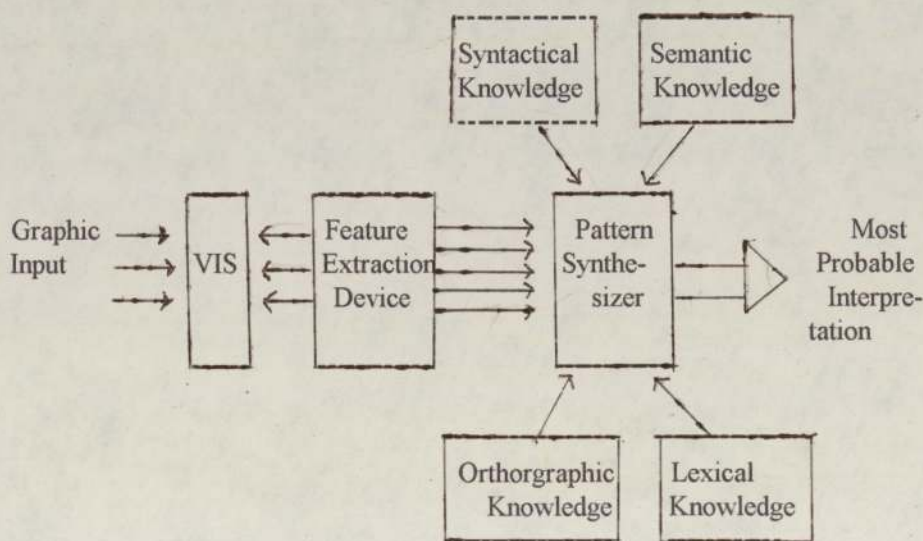 Syntactical
Knowledge
Semantic
Knowledge
Graphic
Input
VIS
Feature
Extraction
Device
Pattern
Synthe-
sizer
Most
Probable
Interpre-
tation
Orthorgraphic
Knowledge
Lexical
Knowledge